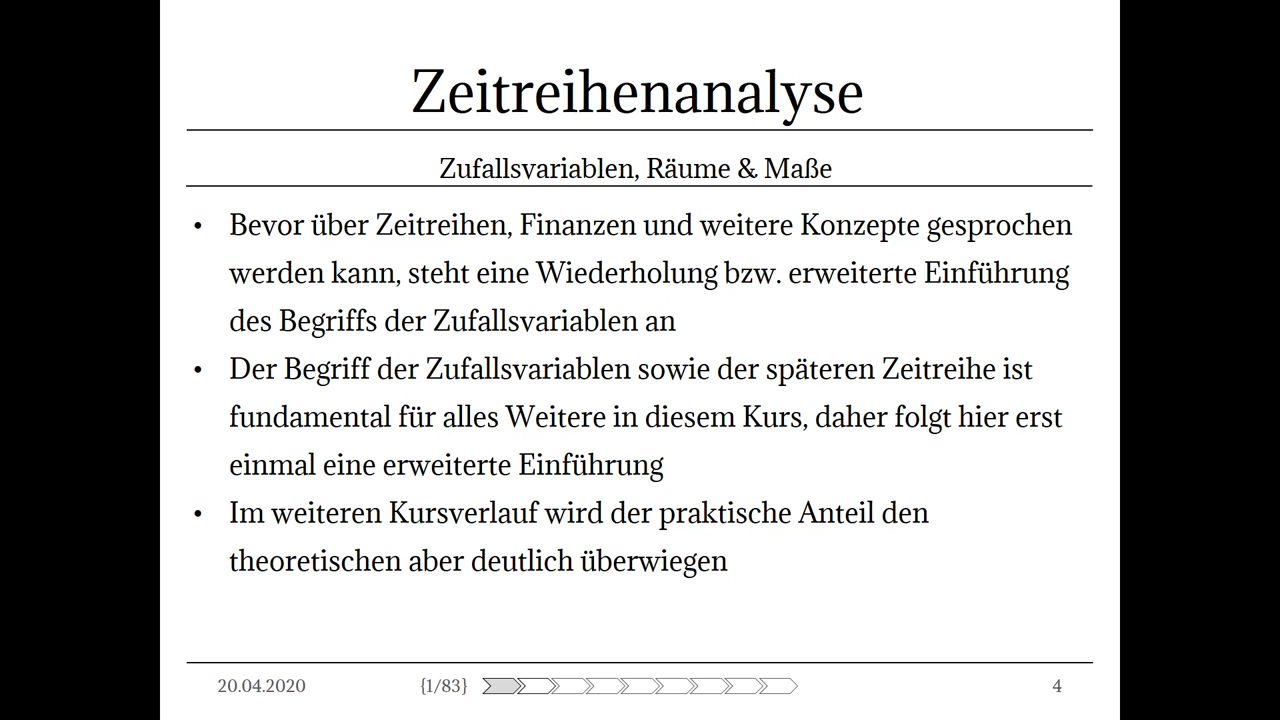 Zeitreihenanalyse
Zufallsvariablen, Räume & Maße
• Bevor über Zeitreihen, Finanzen und weitere Konzepte gesprochen
werden kann, steht eine Wiederholung bzw. erweiterte Einführung
des Begriffs der Zufallsvariablen an
• Der Begriff der Zufallsvariablen sowie der späteren Zeitreihe ist
fundamental für alles Weitere in diesem Kurs, daher folgt hier erst
einmal eine erweiterte Einführung
• Im weiteren Kursverlauf wird der praktische Anteil den
theoretischen aber deutlich überwiegen
20.04.2020 {1/83} 4